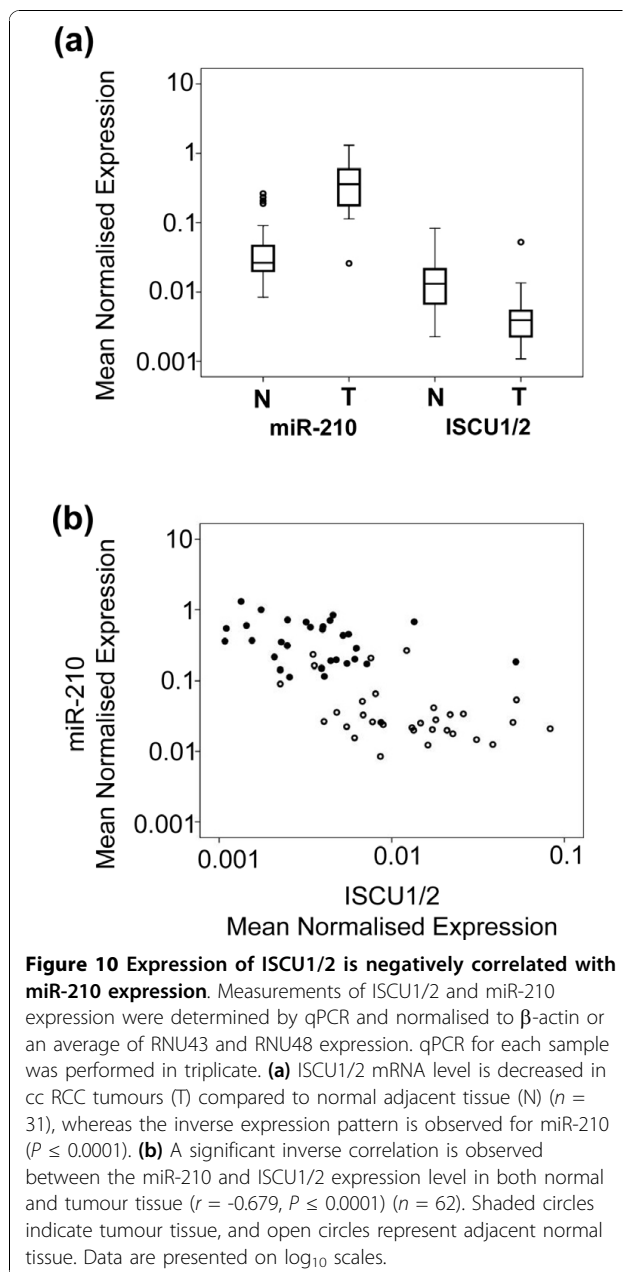 (a)
10
1
0.1
0.01
0.001
Mean Normalised Expression
N T N T
miR-210 ISCU1/2
(b)
10
1
0.1
0.01
0.001
miR-210
Mean Normalised Expression
0.001 0.01 0.1
ISCU1/2
Mean Normalised Expression
Figure 10 Expression of ISCU1/2 is negatively correlated with
miR-210 expression. Measurements of ISCU1/2 and miR-210
expression were determined by qPCR and normalised to β-actin or
an average of RNU43 and RNU48 expression. qPCR for each sample
was performed in triplicate. (a) ISCU1/2 mRNA level is decreased in
cc RCC tumours (T) compared to normal adjacent tissue (N) (n =
31), whereas the inverse expression pattern is observed for miR-210
(P ≤ 0.0001). (b) A significant inverse correlation is observed
between the miR-210 and ISCU1/2 expression level in both normal
and tumour tissue (r = -0.679, P ≤ 0.0001) (n = 62). Shaded circles
indicate tumour tissue, and open circles represent adjacent normal
tissue. Data are presented on log10 scales.